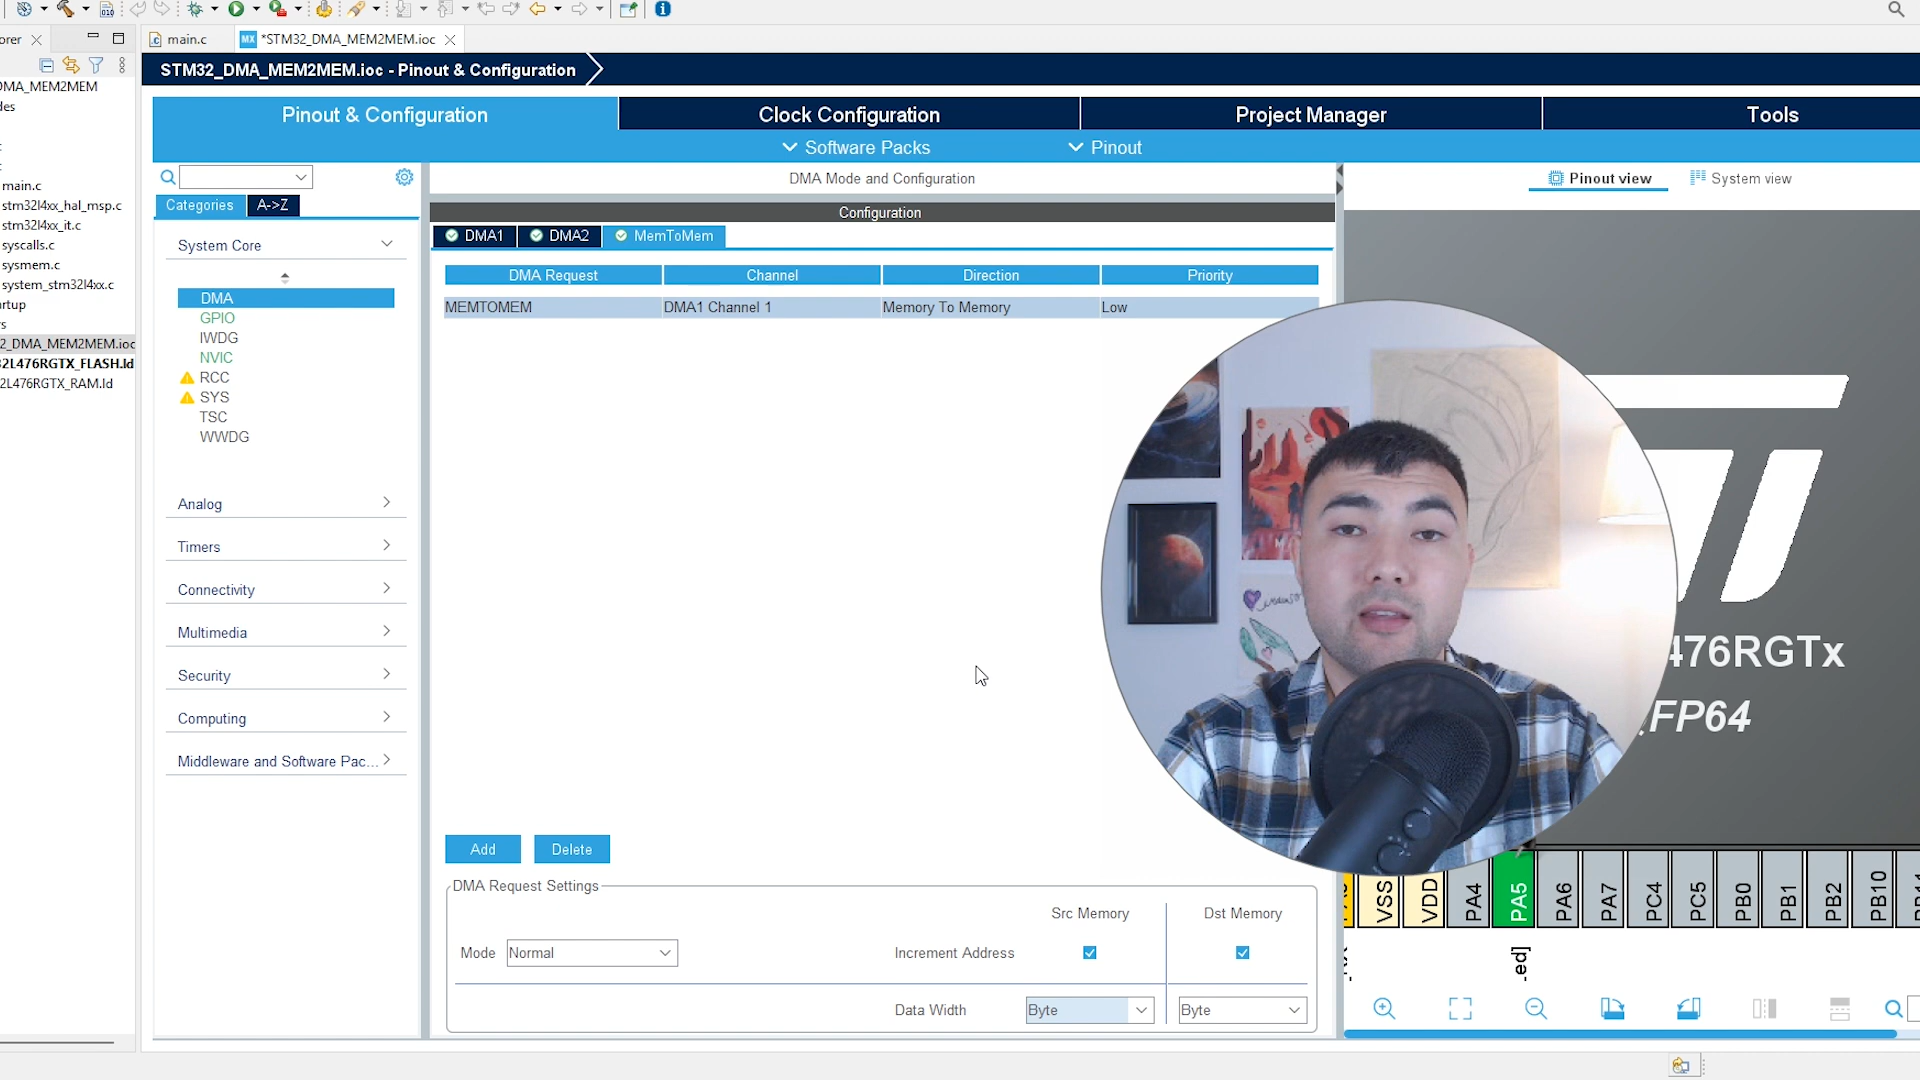 main.c
*STM32_DMA_MEM2MEM.ioc
STM32_DMA_MEM2MEM.ioc - Pinout & Configuration
DMA_MEM2MEM
main.c
stm32l4xx_hal_msp.c
stm32l4xx_it.c
syscalls.c
sysmem.c
system_stm32l4xx.c
2_DMA_MEM2MEM.ioc
32L476RGTX_FLASH.ld
2L476RGTX_RAM.ld
Pinout & Configuration
Clock Configuration
Project Manager
Tools
Software Packs
Pinout
Categories
A->Z
System Core
DMA
GPIO
IWDG
NVIC
RCC
SYS
TSC
WWDG
Analog
Timers
Connectivity
Multimedia
Security
Computing
Middleware and Software Pac...
DMA Mode and Configuration
Configuration
DMA1
DMA2
MemToMem
DMA Request
Channel
Direction
Priority
MEMTOMEM
DMA1 Channel 1
Memory To Memory
Low
Add
Delete
DMA Request Settings
Src Memory
Dst Memory
Mode
Normal
Increment Address
Data Width
Byte
Byte
Pinout view
System view
476RGTx
FP64
VSS
VDD
PA4
PA5
PA6
PA7
PC4
PC5
PB0
PB1
PB2
PB10